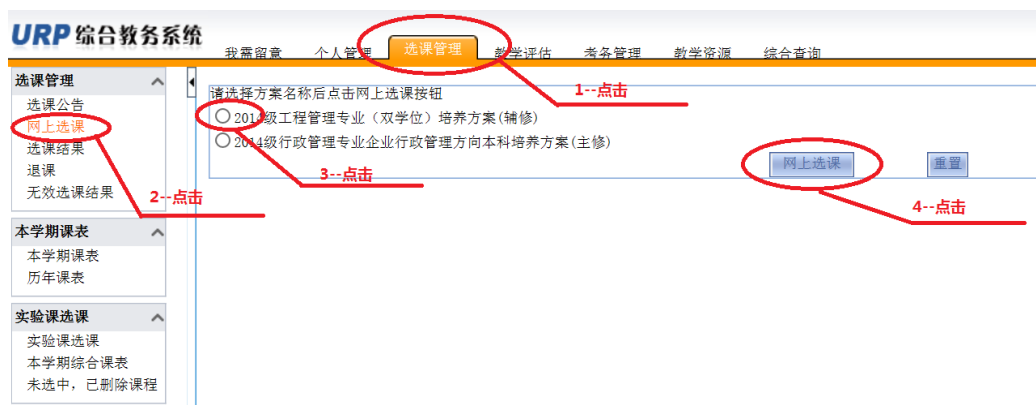 URP 综合教务系统
我需留意 个人管理 选课管理 教学评估 考务管理 教学资源 综合查询
选课管理
选课公告
网上选课
选课结果
退课
无效选课结果
本学期课表
本学期课表
历年课表
实验课选课
实验课选课
本学期综合课表
未选中，已删除课程
请选择方案名称后点击网上选课按钮
2014级工程管理专业（双学位）培养方案(辅修)
2014级行政管理专业企业行政管理方向本科培养方案(主修)
网上选课 重置
1--点击
2--点击
3--点击
4--点击